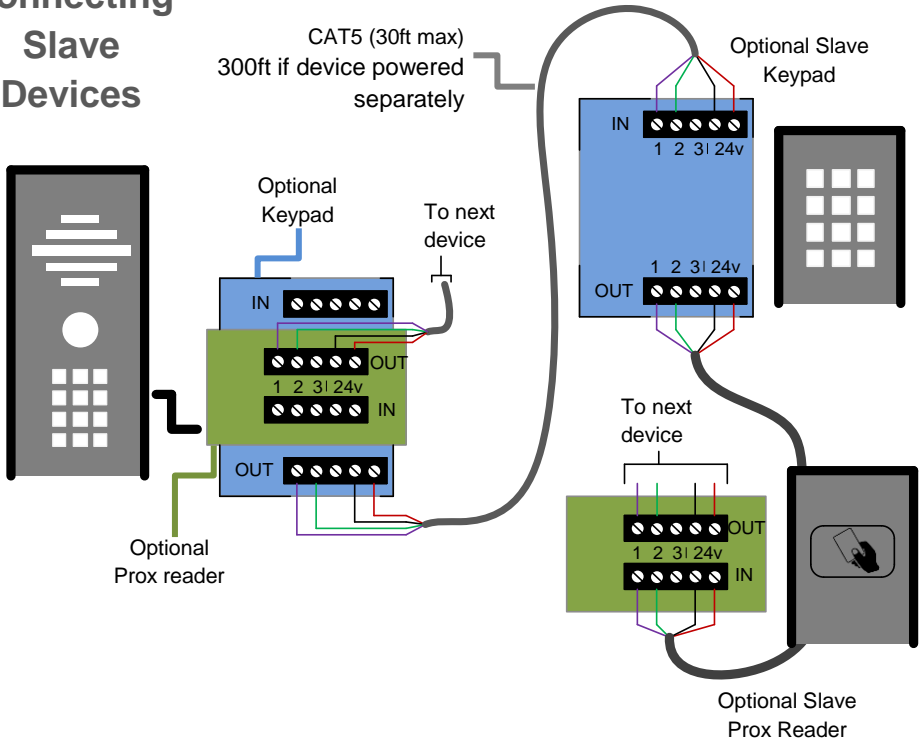 onnecting
Slave
Devices
CAT5 (30ft max)
300ft if device powered
separately
Optional Slave
Keypad
IN
1 2 3 24v
1 2 3 24v
OUT
Optional
Keypad
To next
device
IN
OUT
1 2 3 24v
IN
OUT
Optional
Prox reader
To next
device
OUT
1 2 3 24v
IN
Optional Slave
Prox Reader